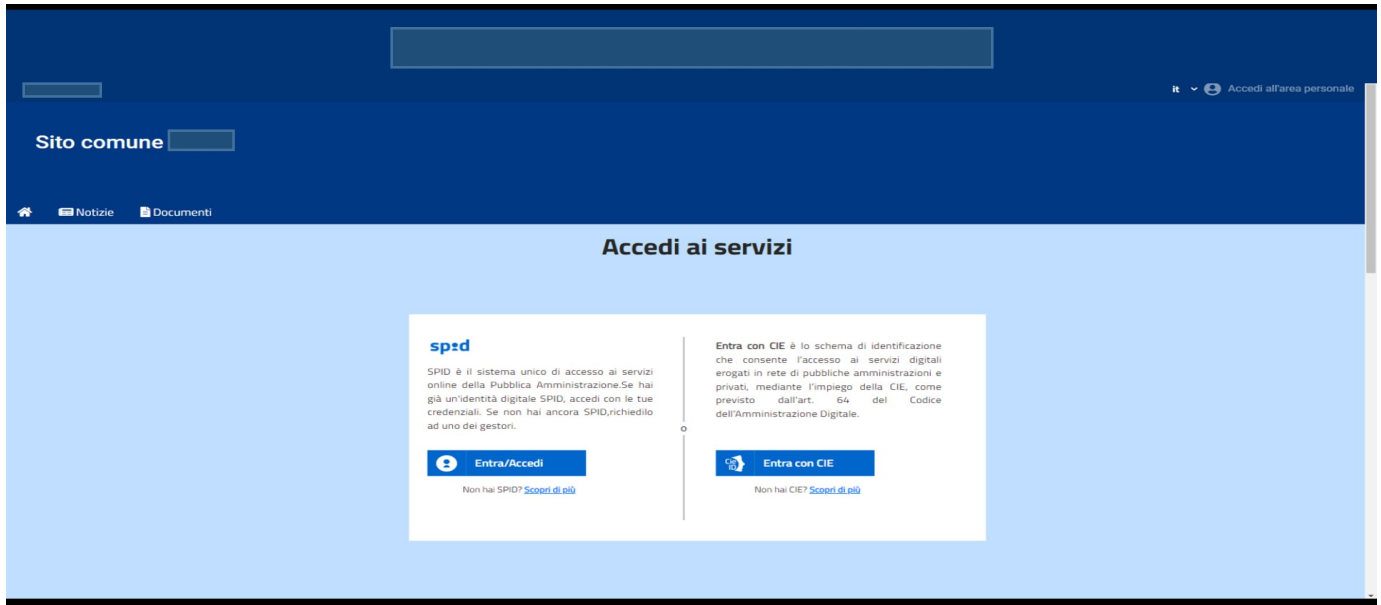 it Accedi all'area personale
Sito comune
Notizie Documenti
Accedi ai servizi
spid
SPID è il sistema unico di accesso ai servizi
online della Pubblica Amministrazione.Se hai
già un'identità digitale SPID, accedi con le tue
credenziali. Se non hai ancora SPID,richiedilo
ad uno dei gestori.
Entra/Accedi
Non hai SPID? Scopri di più
o
Entra con CIE è lo schema di identificazione
che consente l'accesso ai servizi digitali
erogati in rete di pubbliche amministrazioni e
privati, mediante l'impiego della CIE, come
previsto dall'art. 64 del Codice
dell'Amministrazione Digitale.
Cie
ID
Entra con CIE
Non hai CIE? Scopri di più